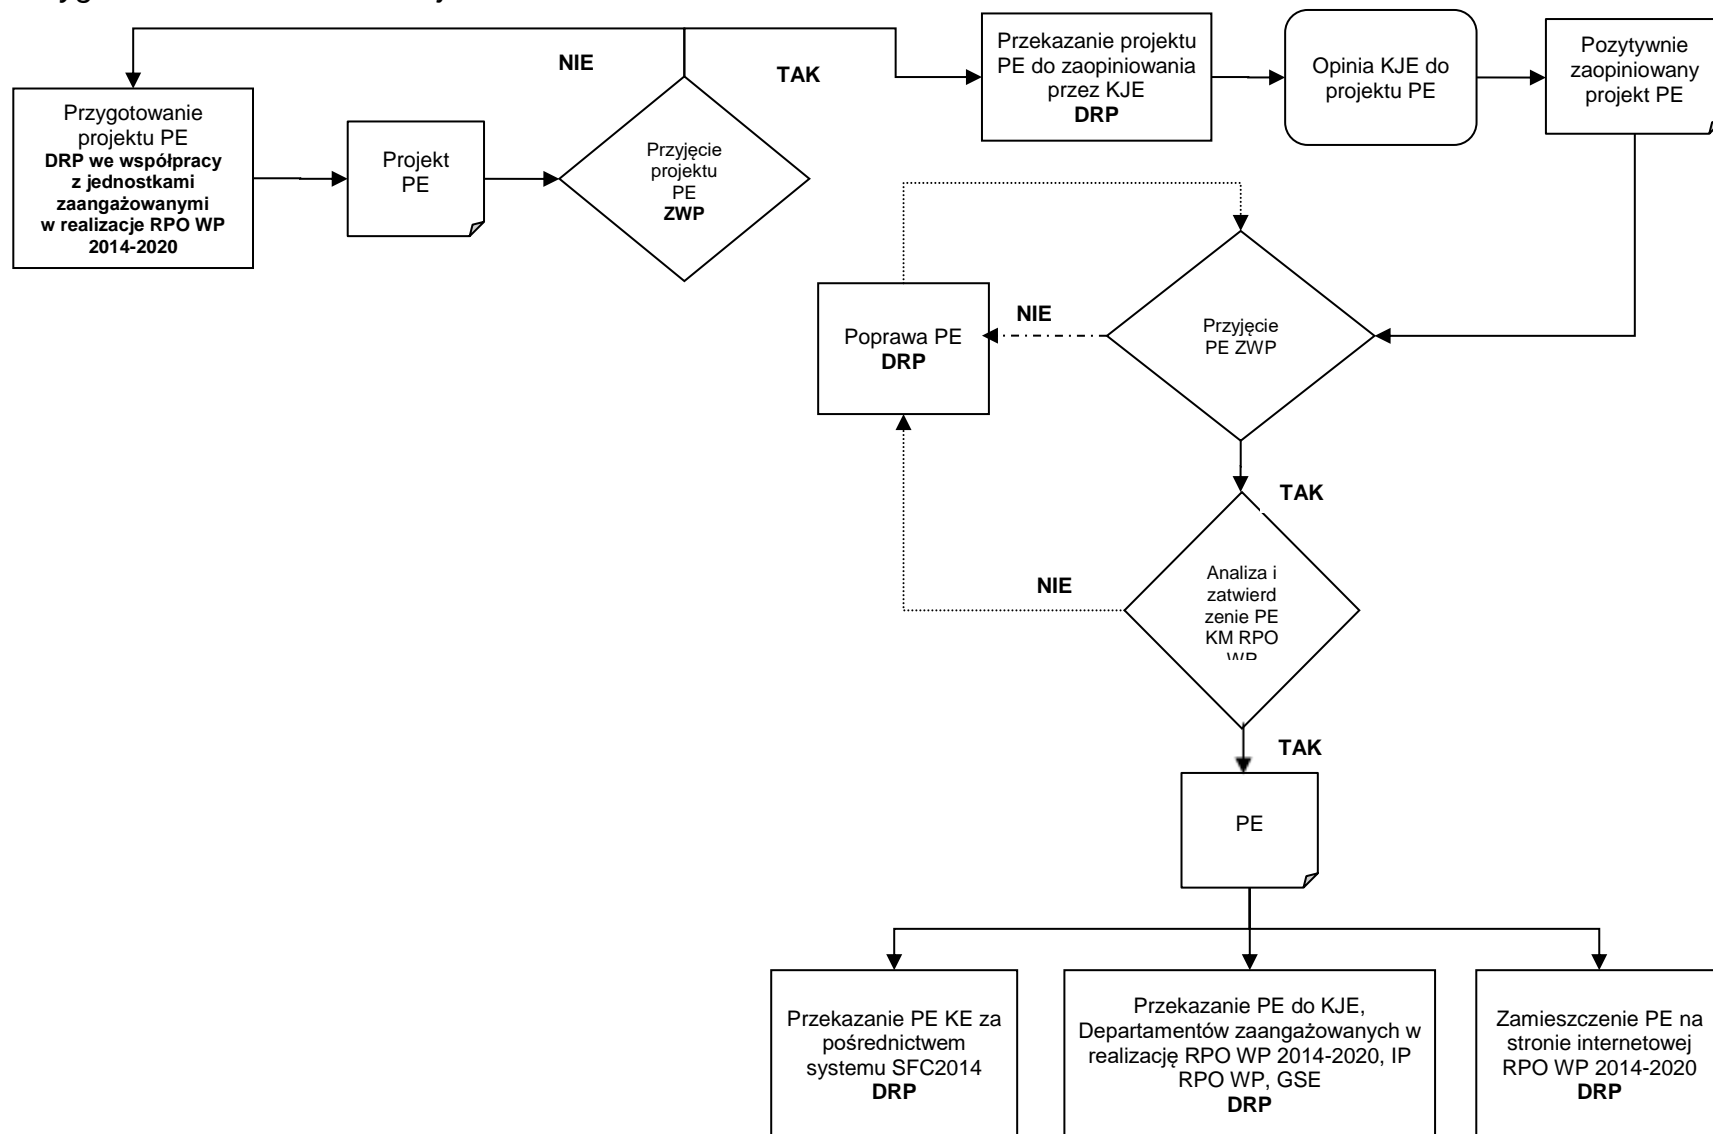 NIE
TAK
Przygotowanie
projektu PE
DRP we współpracy
z jednostkami
zaangażowanymi
w realizacje RPO WP
2014-2020
Projekt
PE
Przyjęcie
projektu
PE
ZWP
Przekazanie projektu
PE do zaopiniowania
przez KJE
DRP
Opinia KJE do
projektu PE
Pozytywnie
zaopiniowany
projekt PE
Poprawa PE
DRP
NIE
Przyjęcie
PE ZWP
TAK
NIE
Analiza i
zatwierd
zenie PE
KM RPO
WP
TAK
PE
Przekazanie PE KE za
pośrednictwem
systemu SFC2014
DRP
Przekazanie PE do KJE,
Departamentów zaangażowanych w
realizację RPO WP 2014-2020, IP
RPO WP, GSE
DRP
Zamieszczenie PE na
stronie internetowej
RPO WP 2014-2020
DRP